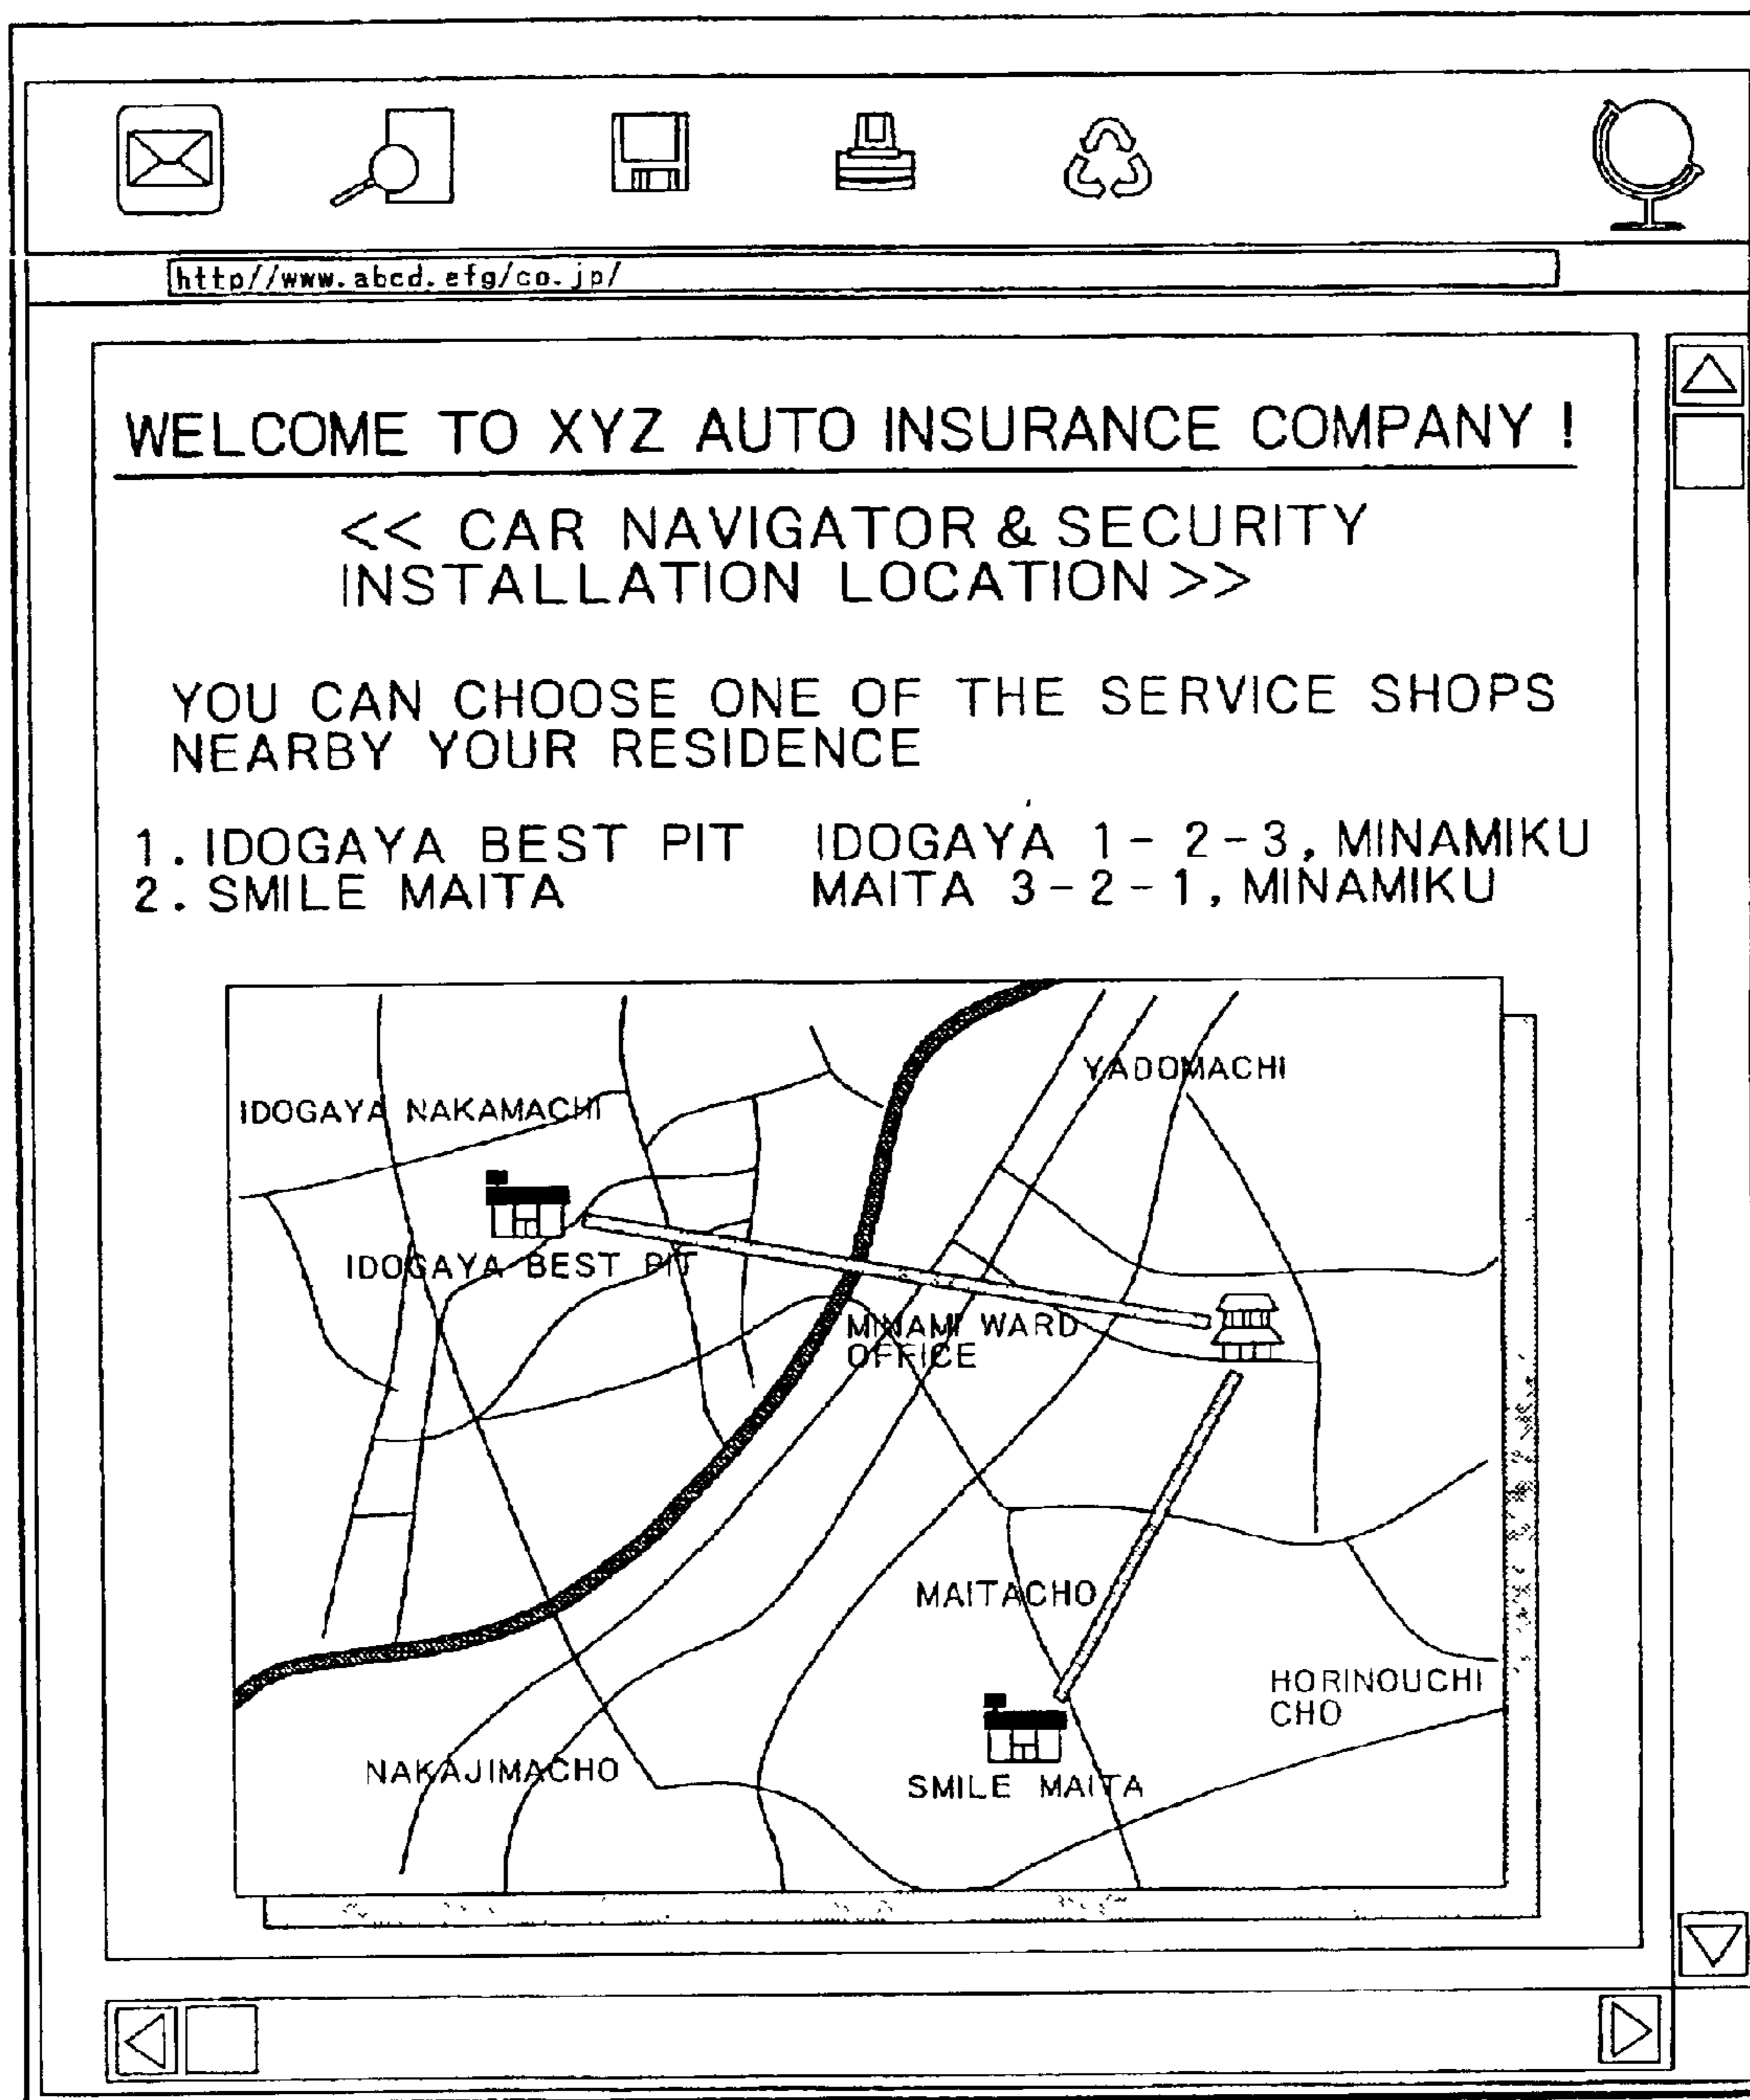 http//www.abcd.efg/co.jp/
WELCOME TO XYZ AUTO INSURANCE COMPANY !
<< CAR NAVIGATOR & SECURITY
INSTALLATION LOCATION >>
YOU CAN CHOOSE ONE OF THE SERVICE SHOPS
NEARBY YOUR RESIDENCE
1. IDOGAYA BEST PIT IDOGAYA 1-2-3, MINAMIKU
2. SMILE MAITA MAITA 3-2-1, MINAMIKU
YADOMACHI
IDOGAYA NAKAMACHI
IDOGAYA BEST PIT
MINAMI WARD
OFFICE
MAITACHO
HORINOUCHI
CHO
NAKAJIMACHO
SMILE MAITA